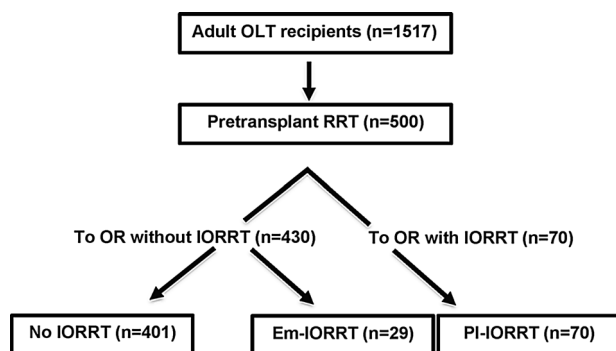 Adult OLT recipients (n=1517)
Pretransplant RRT (n=500)
To OR without IORRT (n=430)
To OR with IORRT (n=70)
No IORRT (n=401)
Em-IORRT (n=29)
PI-IORRT (n=70)